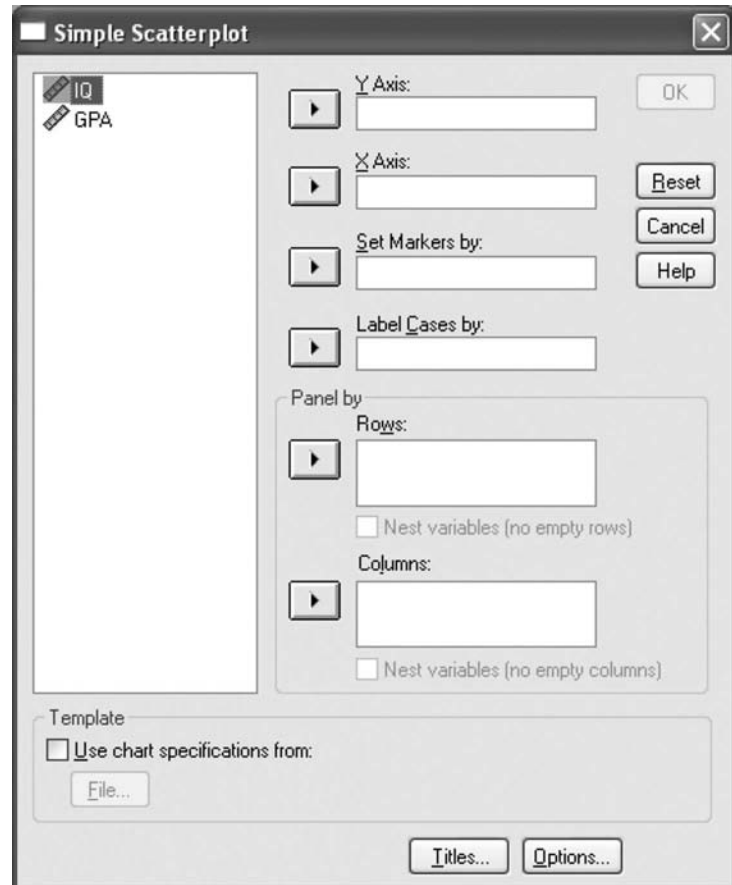 Simple Scatterplot
IQ
GPA
Y Axis:
OK
X Axis:
Reset
Set Markers by:
Cancel
Help
Label Cases by:
Panel by
Rows:
Nest variables (no empty rows)
Columns:
Nest variables (no empty columns)
Template
Use chart specifications from:
File...
Titles...
Options...